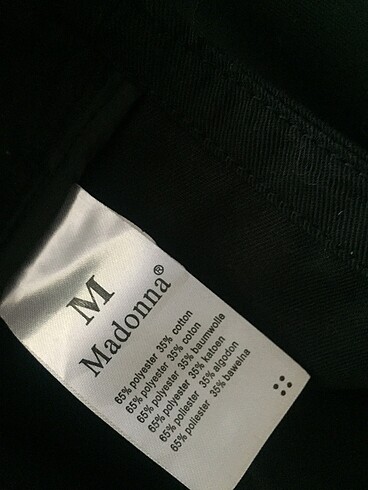 M
Madonna®
65% polyester 35% cotton
65% polyester 35% coton
65% polyester 35% baumwolle
65% polyester 35% katoen
65% poliester 35% algodon
65% poliester 35% bawelna